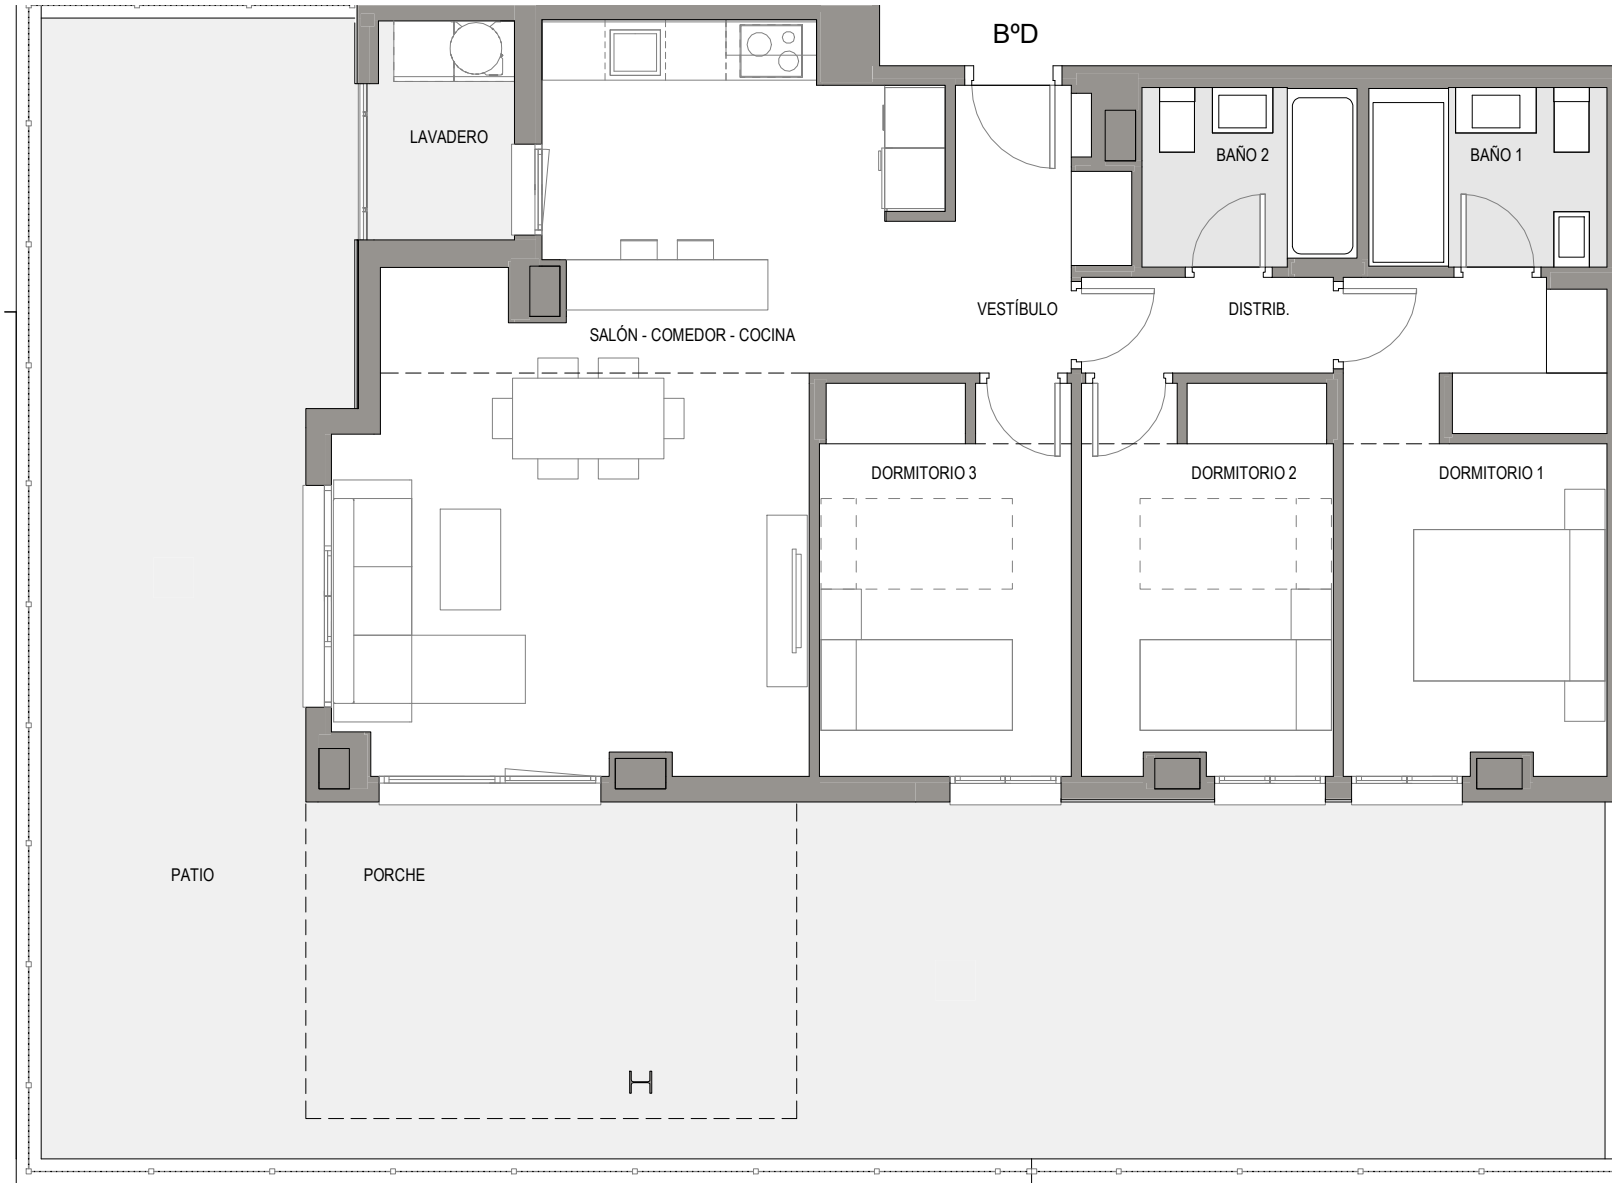 BºD
LAVADERO
BAÑO 2
BAÑO 1
VESTÍBULO
DISTRIB.
SALÓN - COMEDOR - COCINA
DORMITORIO 3
DORMITORIO 2
DORMITORIO 1
PATIO
PORCHE